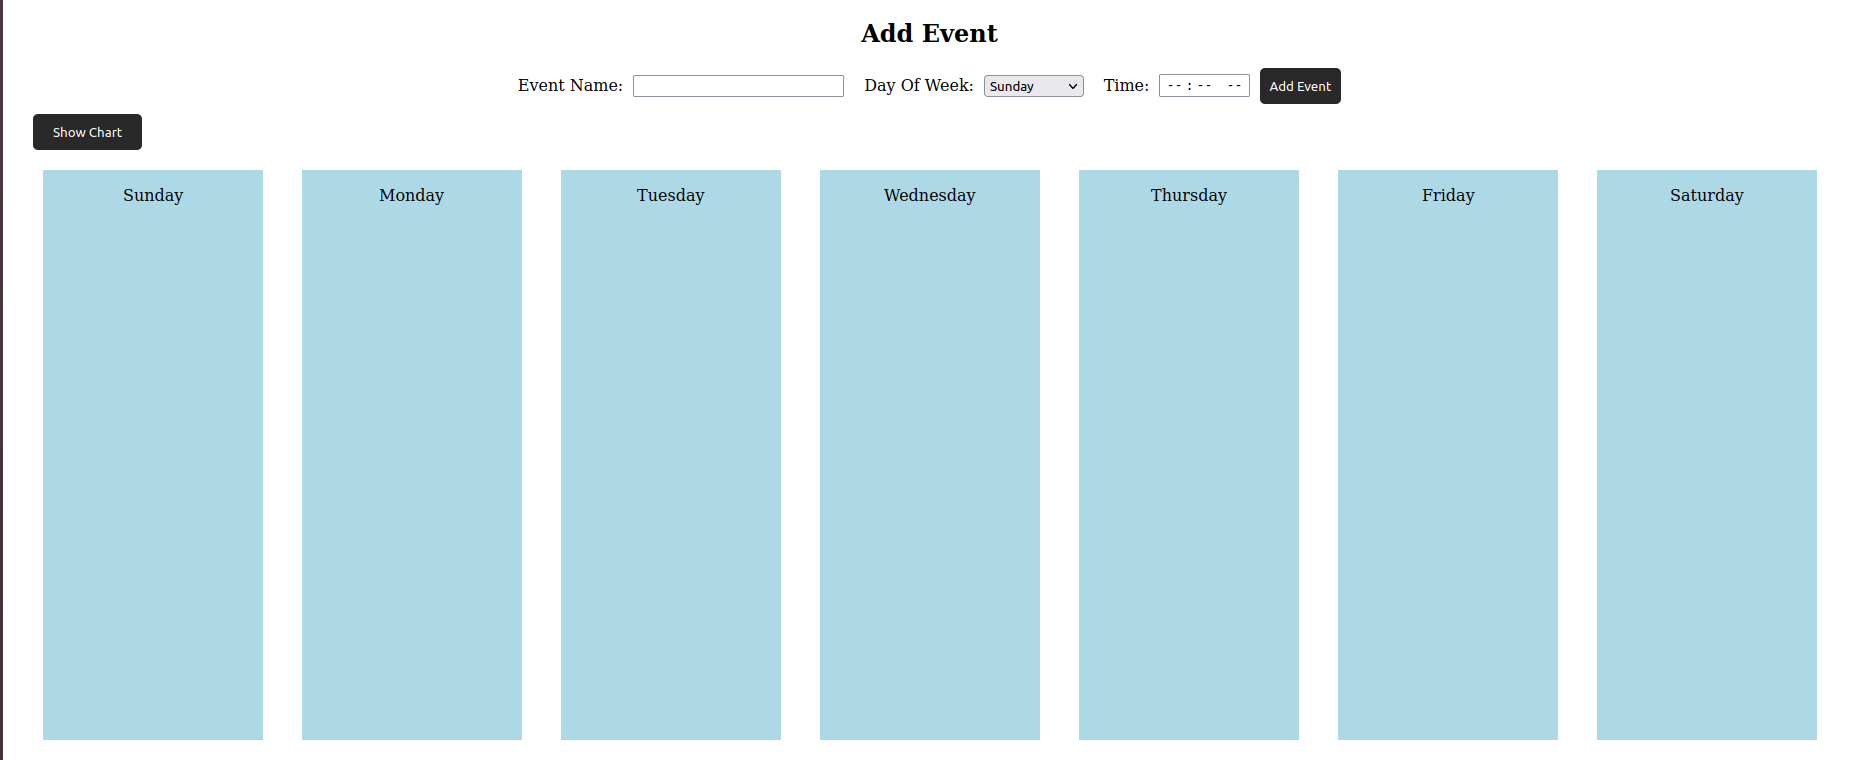 Add Event
Event Name: Day Of Week: Sunday Time: --:-- -- Add Event
Show Chart
Sunday Monday Tuesday Wednesday Thursday Friday Saturday